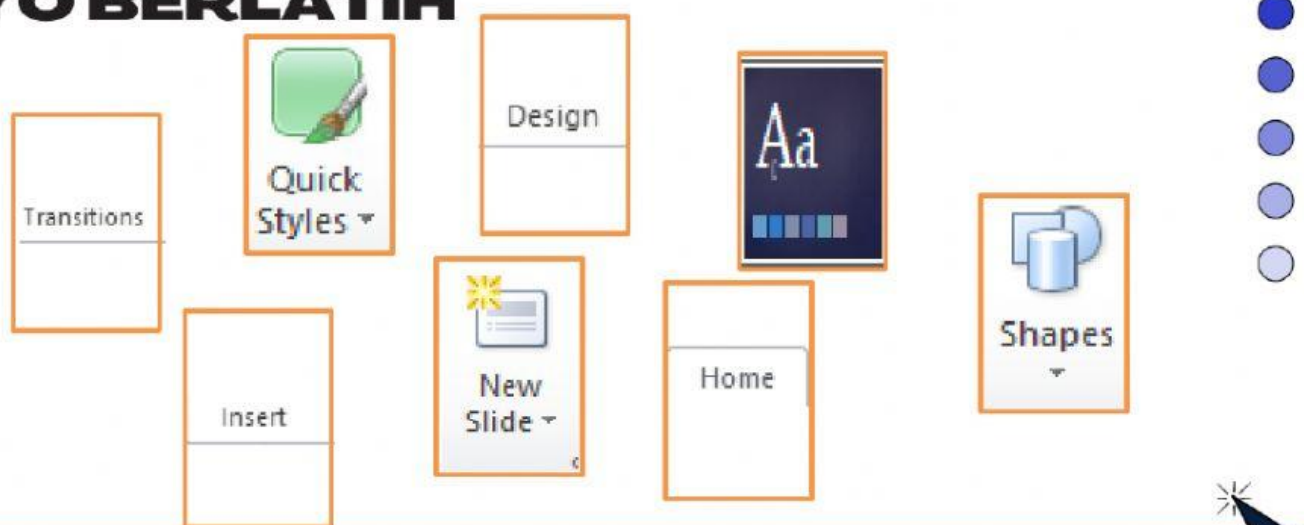 BERLATIH
Quick
Styles
Design
Aa
Transitions
Shapes
New
Slide
Home
Insert